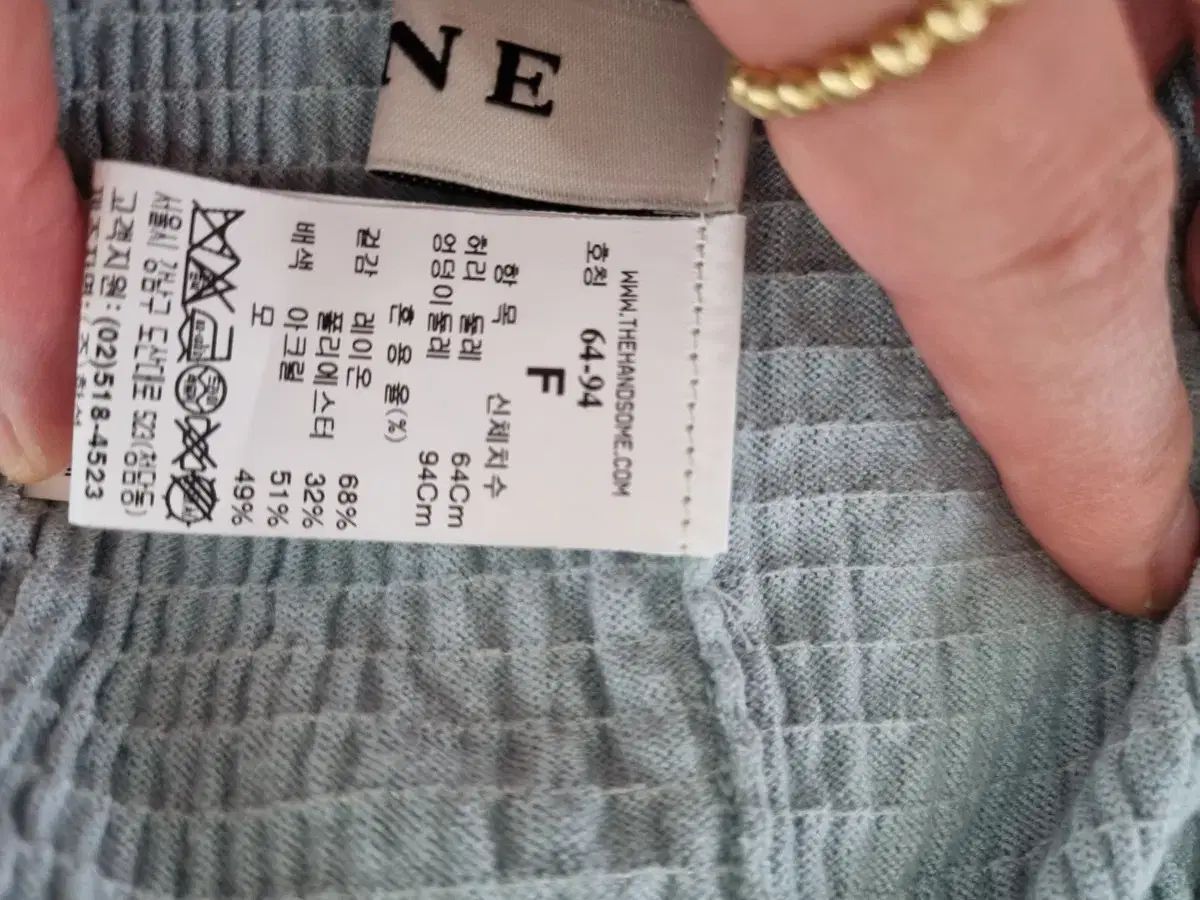 NE
WWW.THEHANDSOME.COM
호칭 64-94
F
항 목 신체치수
허리 둘레 64Cm
엉덩이둘레 94Cm
혼 용 율(%)
겉감 레이온 68%
폴리에스터 32%
배색 아크릴 51%
모 49%
서울시 강남구 도산대로 523(청담동)
고객지원: (02)518-4523